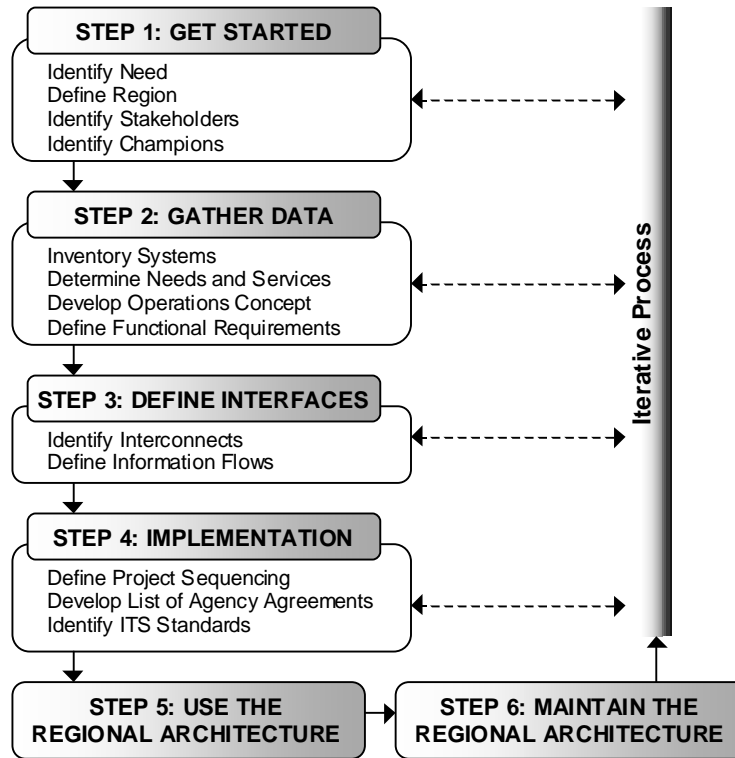 STEP 1: GET STARTED
Identify Need
Define Region
Identify Stakeholders
Identify Champions
STEP 2: GATHER DATA
Inventory Systems
Determine Needs and Services
Develop Operations Concept
Define Functional Requirements
STEP 3: DEFINE INTERFACES
Identify Interconnects
Define Information Flows
STEP 4: IMPLEMENTATION
Define Project Sequencing
Develop List of Agency Agreements
Identify ITS Standards
STEP 5: USE THE
REGIONAL ARCHITECTURE
STEP 6: MAINTAIN THE
REGIONAL ARCHITECTURE
Iterative Process